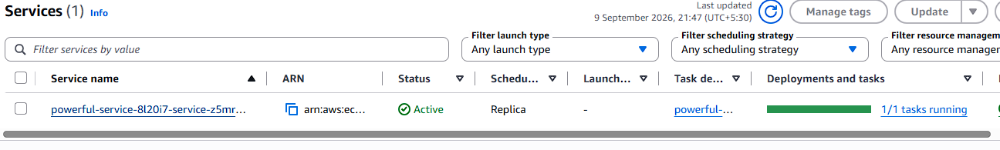 Services (1) Info
Last updated
9 September 2026, 21:47 (UTC+5:30)
Manage tags
Update
Filter launch type
Filter scheduling strategy
Filter resource managem
Filter services by value
Any launch type
Any scheduling strategy
Any resource manager
Service name
ARN
Status
Schedu...
Launch...
Task de...
Deployments and tasks
powerful-service-8l20i7-service-z5mr...
arn:aws:ec...
Active
Replica
-
powerful-...
1/1 tasks running